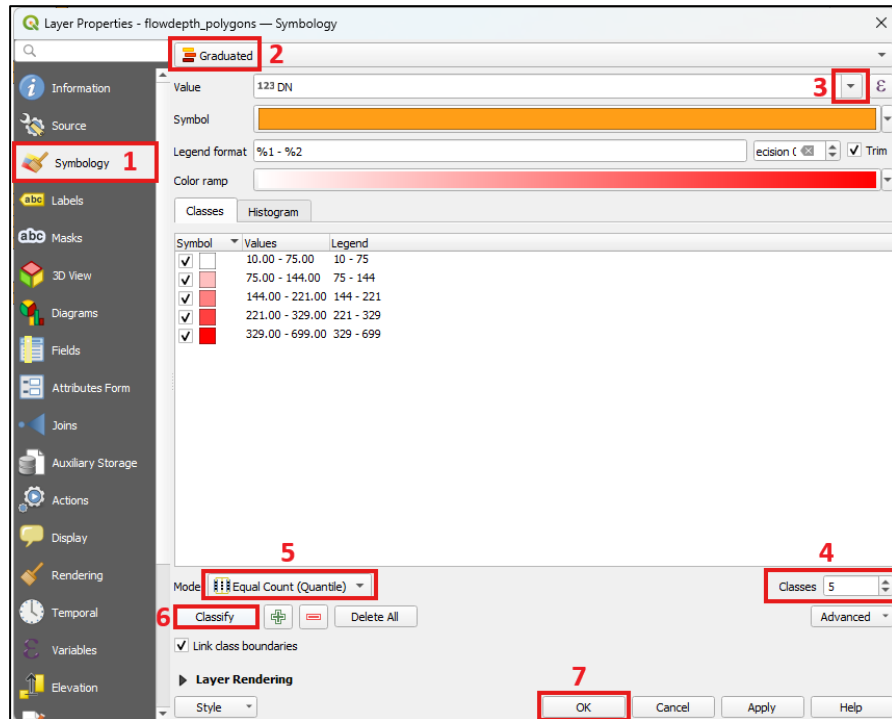 Layer Properties - flowdepth_polygons — Symbology
Graduated 2
Information
Value 123 DN 3 ε
Source
Symbol
Symbology 1
Legend format %1 - %2 ecision ( Trim
Color ramp
abc Labels
Classes Histogram
abc Masks
Symbol Values Legend
10.00 - 75.00 10 - 75
3D View
75.00 - 144.00 75 - 144
144.00 - 221.00 144 - 221
Diagrams
221.00 - 329.00 221 - 329
329.00 - 699.00 329 - 699
Fields
Attributes Form
Joins
Auxiliary Storage
Actions
Display
5 4
Rendering
Mode Equal Count (Quantile) Classes 5
Temporal
6 Classify Delete All Advanced
Variables
Link class boundaries
Elevation
Layer Rendering
7
Style OK Cancel Apply Help